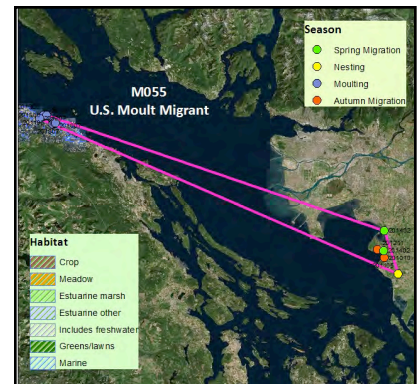 Season
Spring Migration
Nesting
Moulting
Autumn Migration
M055
U.S. Moult Migrant
Habitat
Crop
Meadow
Estuarine marsh
Estuarine other
Includes freshwater
Greens/lawns
Marine